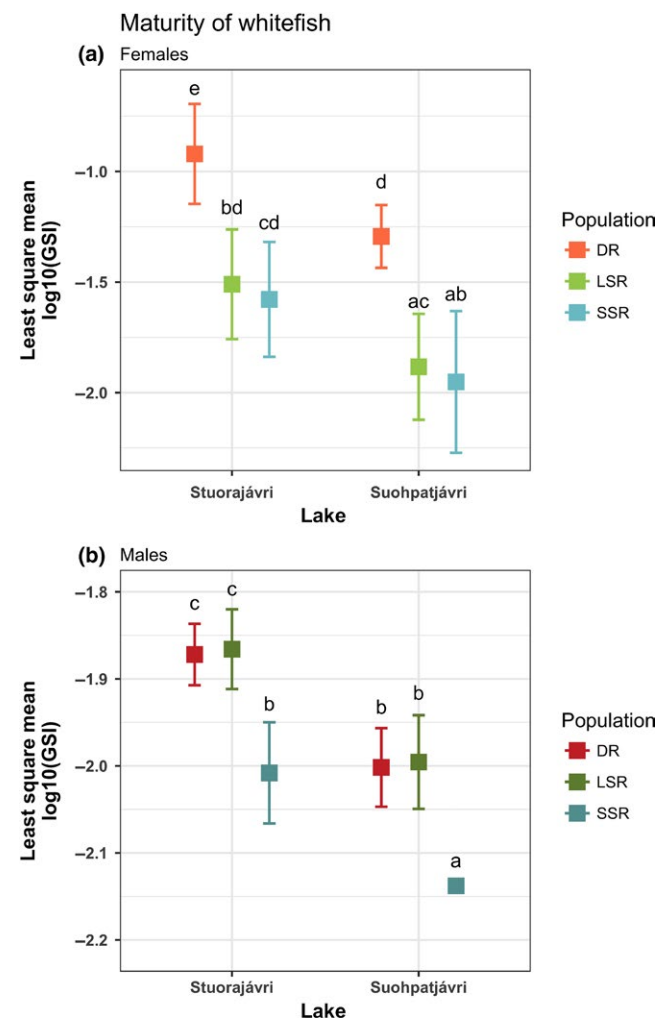 Maturity of whitefish
(a) Females
e
d
bd
cd
ac
ab
−1.0
−1.5
−2.0
Least square mean
log10(GSI)
Stuorajávri
Suohpatjávri
Lake
Population
DR
LSR
SSR
(b) Males
c
c
b
b
b
a
−1.8
−1.9
−2.0
−2.1
−2.2
Least square mean
log10(GSI)
Stuorajávri
Suohpatjávri
Lake
Population
DR
LSR
SSR